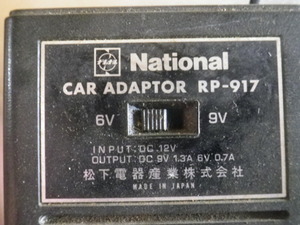 National
CAR ADAPTOR RP-917
6V 9V
INPUT:DC.12V
OUTPUT:DC 9V 1.3A 6V 0.7A
松下電器産業株式会社
MADE IN JAPAN